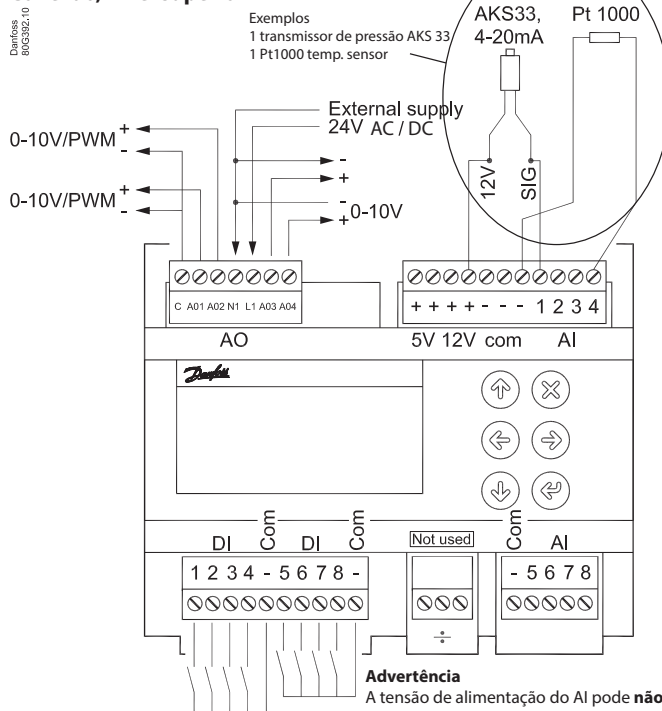 Danfoss
80G392.10
Exemplos
1 transmissor de pressão AKS 33
1 Pt1000 temp. sensor
AKS33,
4-20mA
Pt 1000
External supply
24V AC / DC
0-10V/PWM + -
0-10V/PWM + -
- +
- + 0-10V
12V
SIG
C A01 A02 N1 L1 A03 A04
+ + + + - - - 1 2 3 4
AO
5V 12V com AI
Danfoss
DI Com DI Com
Not used
Com AI
1 2 3 4 - 5 6 7 8 -
- 5 6 7 8
÷
Advertência
A tensão de alimentação do AI pode não